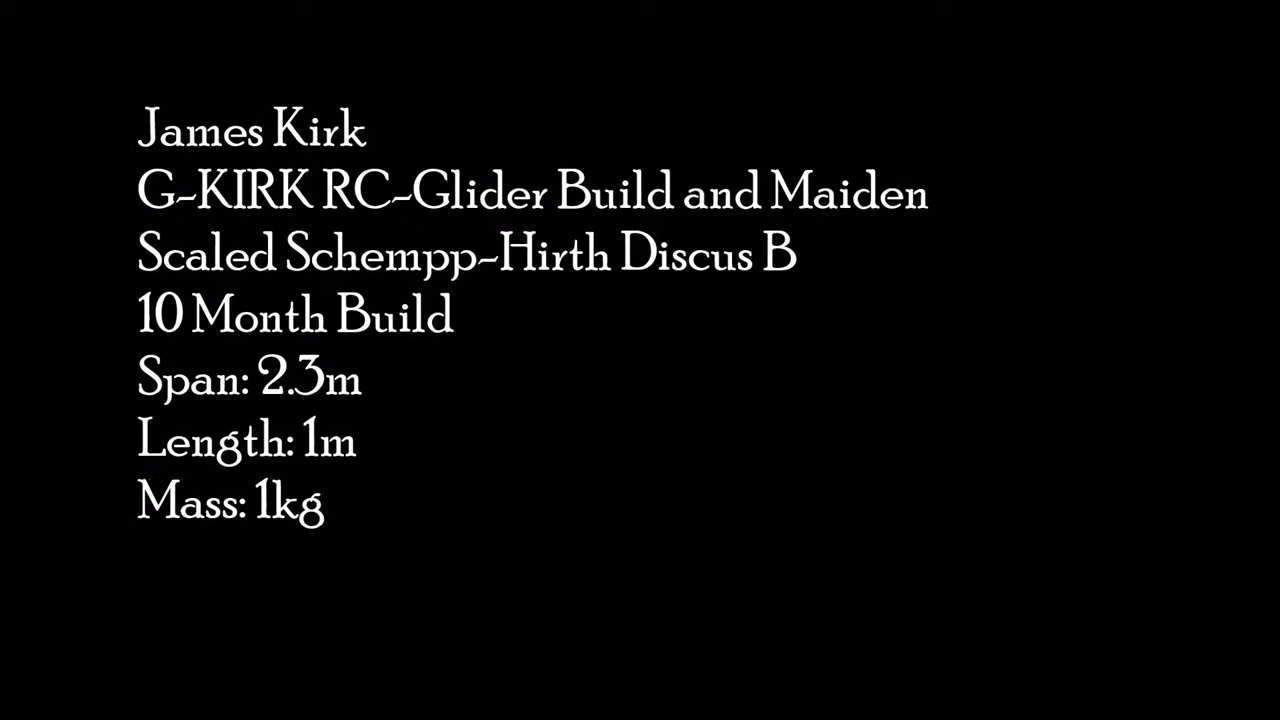 James Kirk
G-KIRK RC-Glider Build and Maiden
Scaled Schempp-Hirth Discus B
10 Month Build
Span: 2.3m
Length: 1m
Mass: 1kg